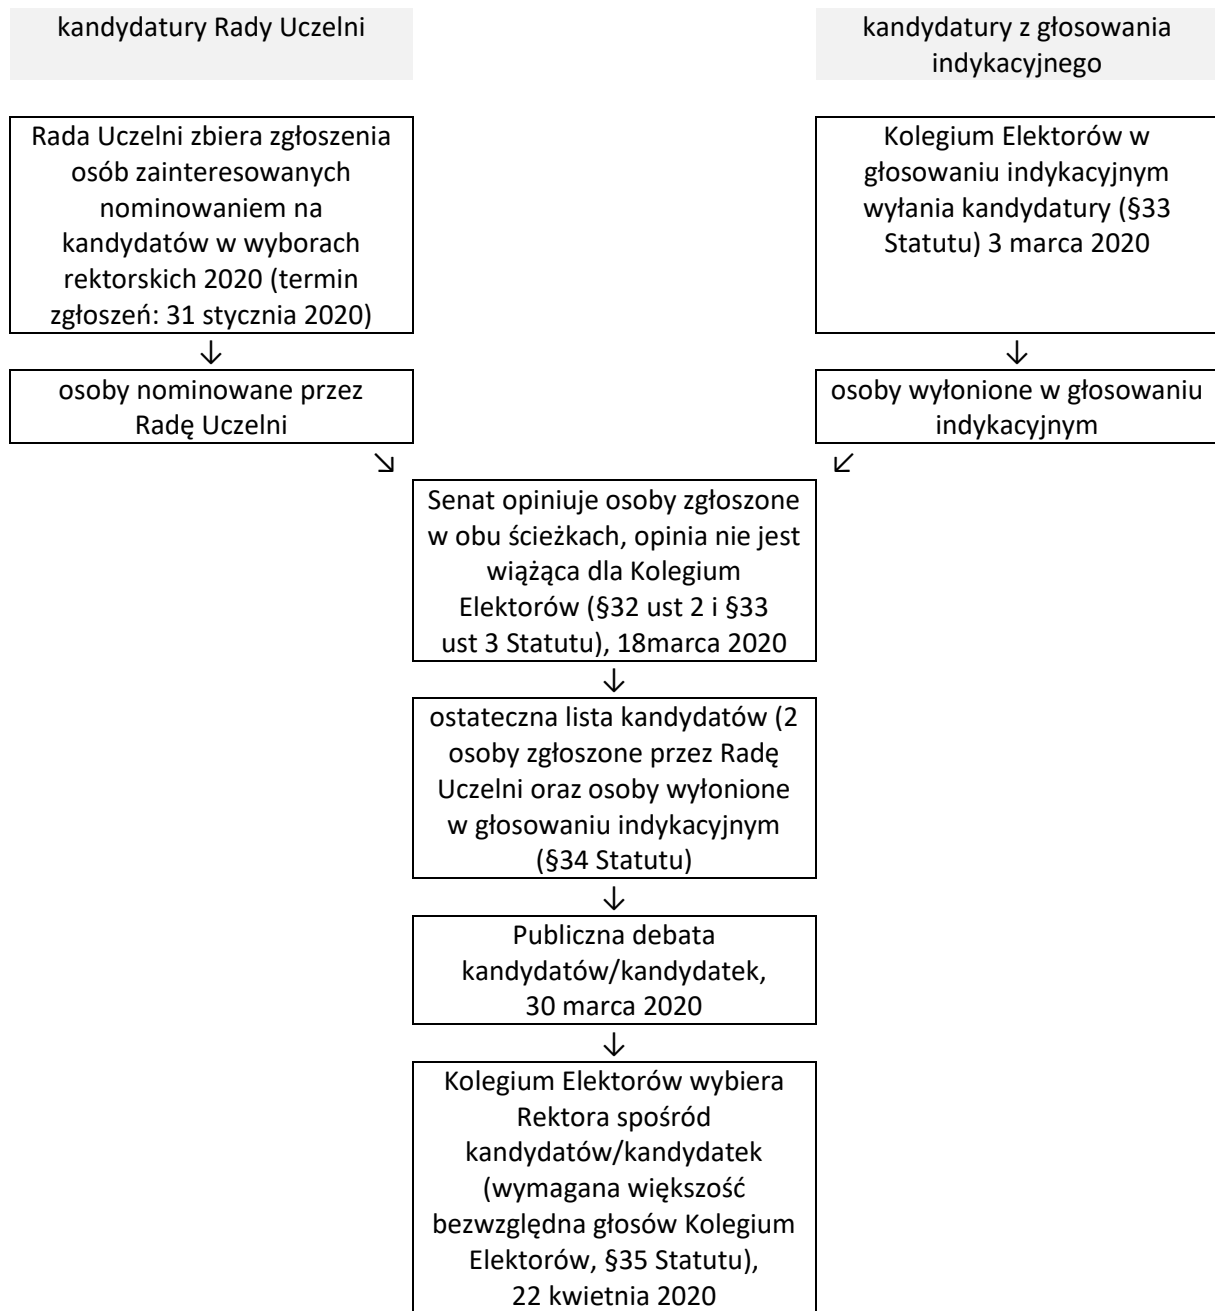 kandydatury Rady Uczelni
kandydatury z głosowania
indykacyjnego
Rada Uczelni zbiera zgłoszenia
osób zainteresowanych
nominowaniem na
kandydatów w wyborach
rektorskich 2020 (termin
zgłoszeń: 31 stycznia 2020)
Kolegium Elektorów w
głosowaniu indykacyjnym
wyłania kandydatury (§33
Statutu) 3 marca 2020
↓
↓
osoby nominowane przez
Radę Uczelni
osoby wyłonione w głosowaniu
indykacyjnym
↘
↙
Senat opiniuje osoby zgłoszone
w obu ścieżkach, opinia nie jest
wiążąca dla Kolegium
Elektorów (§32 ust 2 i §33
ust 3 Statutu), 18marca 2020
↓
ostateczna lista kandydatów (2
osoby zgłoszone przez Radę
Uczelni oraz osoby wyłonione
w głosowaniu indykacyjnym
(§34 Statutu)
↓
Publiczna debata
kandydatów/kandydatek,
30 marca 2020
↓
Kolegium Elektorów wybiera
Rektora spośród
kandydatów/kandydatek
(wymagana większość
bezwzględna głosów Kolegium
Elektorów, §35 Statutu),
22 kwietnia 2020